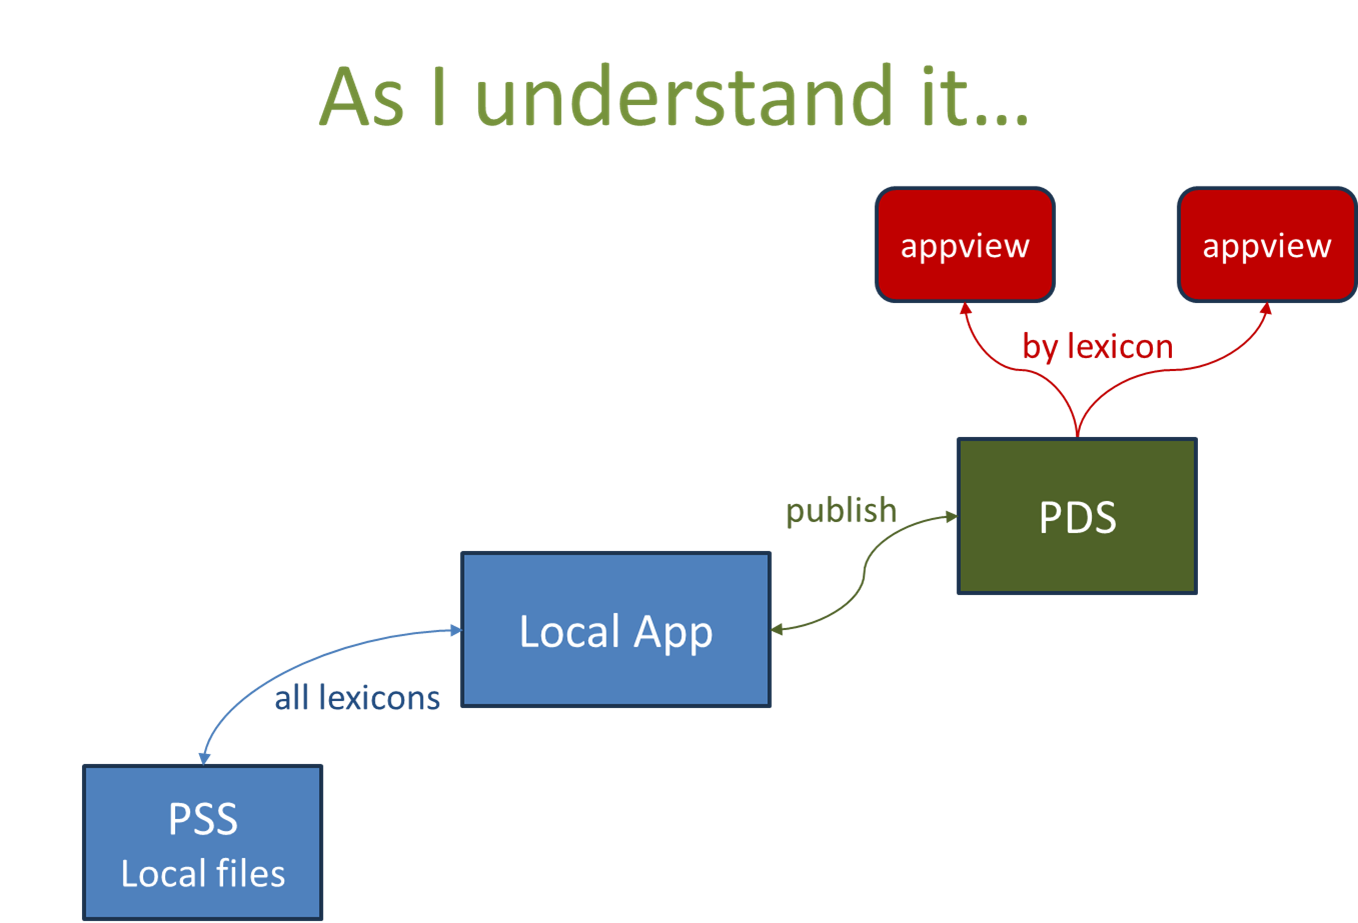 As I understand it...
appview
appview
by lexicon
publish
PDS
Local App
all lexicons
PSS
Local files